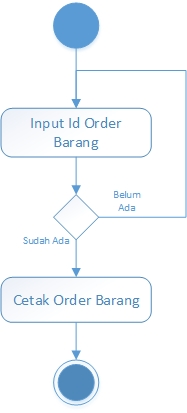 Input Id Order
Barang
Belum
Ada
Sudah Ada
Cetak Order Barang